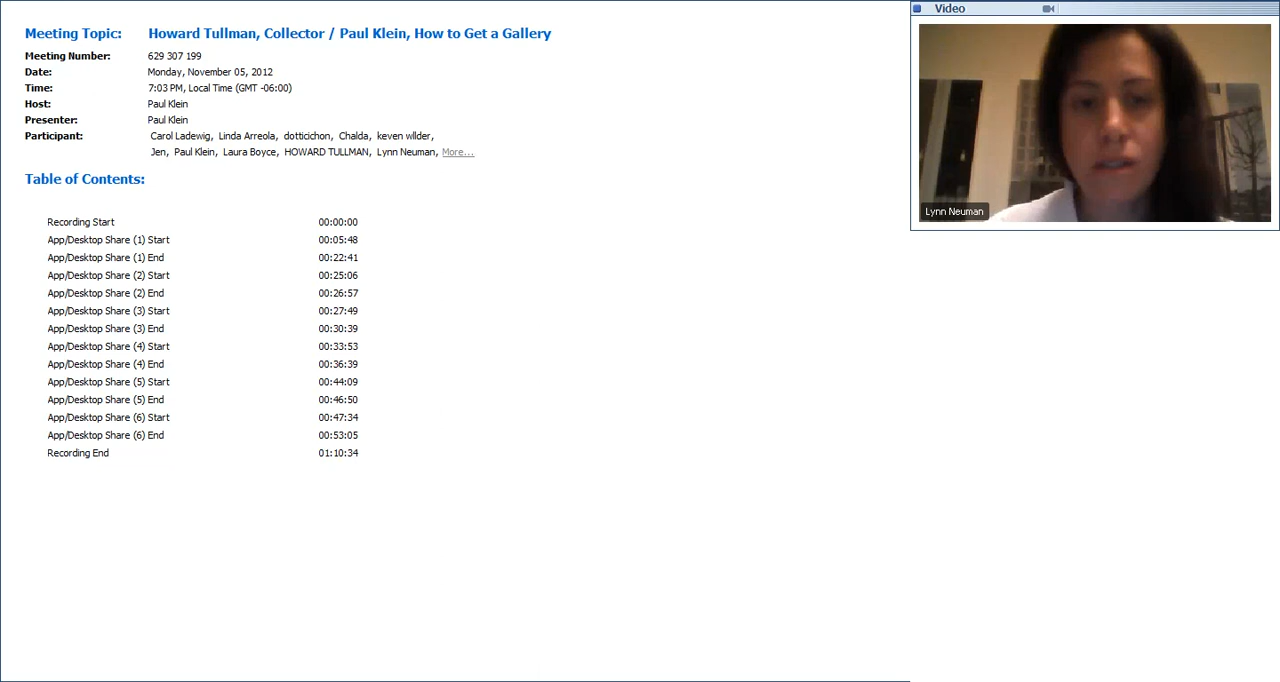 Meeting Topic: Howard Tullman, Collector / Paul Klein, How to Get a Gallery
Meeting Number: 629 307 199
Date: Monday, November 05, 2012
Time: 7:03 PM, Local Time (GMT -06:00)
Host: Paul Klein
Presenter: Paul Klein
Participant: Carol Ladewig, Linda Arreola, dotticichon, Chalda, keven wllder,
Jen, Paul Klein, Laura Boyce, HOWARD TULLMAN, Lynn Neuman, More...
Table of Contents:
Recording Start 00:00:00
App/Desktop Share (1) Start 00:05:48
App/Desktop Share (1) End 00:22:41
App/Desktop Share (2) Start 00:25:06
App/Desktop Share (2) End 00:26:57
App/Desktop Share (3) Start 00:27:49
App/Desktop Share (3) End 00:30:39
App/Desktop Share (4) Start 00:33:53
App/Desktop Share (4) End 00:36:39
App/Desktop Share (5) Start 00:44:09
App/Desktop Share (5) End 00:46:50
App/Desktop Share (6) Start 00:47:34
App/Desktop Share (6) End 00:53:05
Recording End 01:10:34
Video
Lynn Neuman